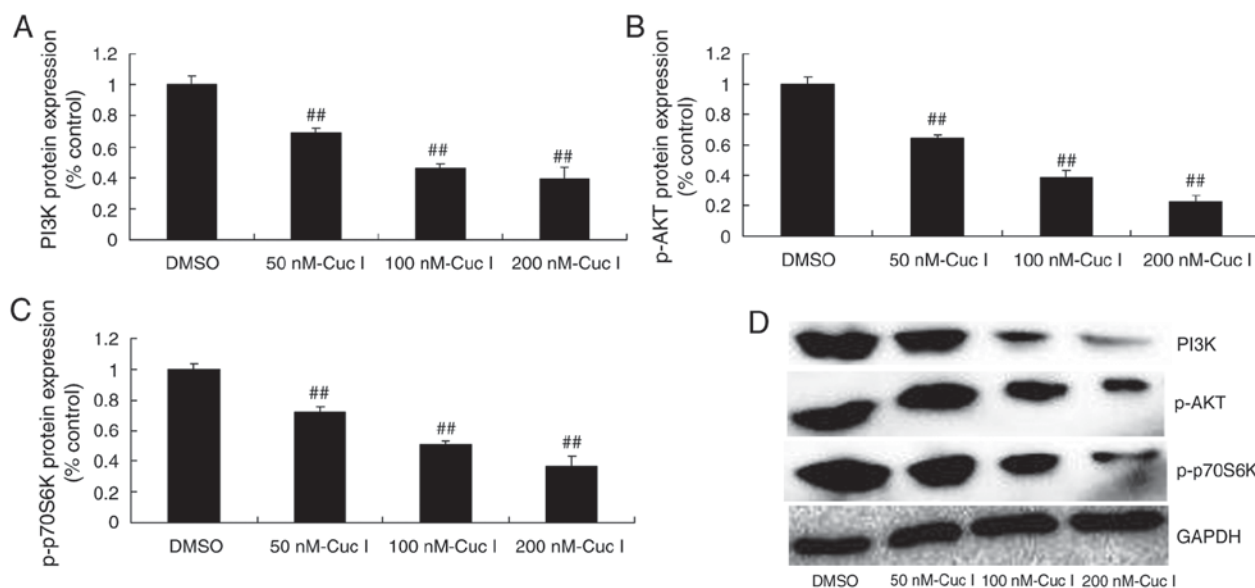 A
PI3K protein expression
(% control)
1.2
1
0.8
0.6
0.4
0.2
0
##
##
##
DMSO
50 nM-Cuc I
100 nM-Cuc I
200 nM-Cuc I
B
p-AKT protein expression
(% control)
1.2
1
0.8
0.6
0.4
0.2
0
##
##
##
DMSO
50 nM-Cuc I
100 nM-Cuc I
200 nM-Cuc I
C
p-p70S6K protein expression
(% control)
1.2
1
0.8
0.6
0.4
0.2
0
##
##
##
DMSO
50 nM-Cuc I
100 nM-Cuc I
200 nM-Cuc I
D
PI3K
p-AKT
p-p70S6K
GAPDH
DMSO
50 nM-Cuc I
100 nM-Cuc I
200 nM-Cuc I